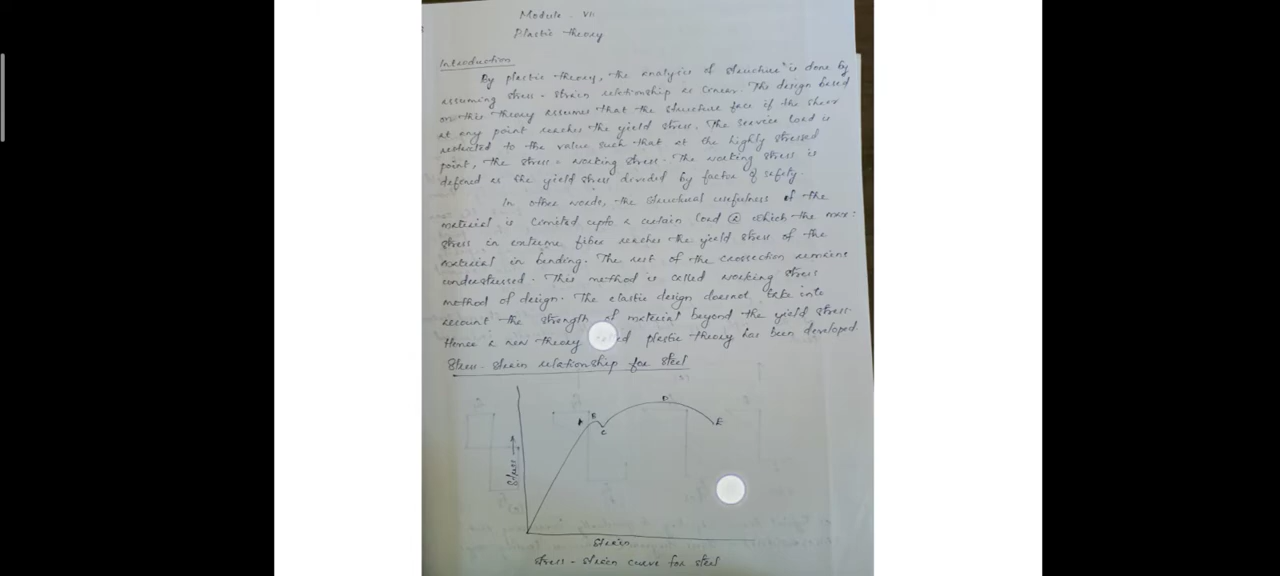 Module - VII
Plastic theory
Introduction
By plastic theory, the analysis of structure is done by
assuming stress - strain relationship as linear. The design based
on this theory assumes that the structure face if the shear
at any point reaches the yield stress. The service load is
restricted to the value such that at the highly stressed
point, the stress = working stress. The working stress is
defined as the yield stress divided by factor of safety.
In other words, the structural usefulness of the
material is limited upto a certain load @ which the max:
stress in extreme fiber reaches the yield stress of the
material in bending. The rest of the crossection remains
understressed. This method is called working stress
method of design. The elastic design doesnot take into
account the strength of material beyond the yield stress.
Hence a new theory called plastic theory has been developed.
Stress - Strain relationship for steel
A
B
C
D
E
Stress
Strain
Stress - Strain curve for steel